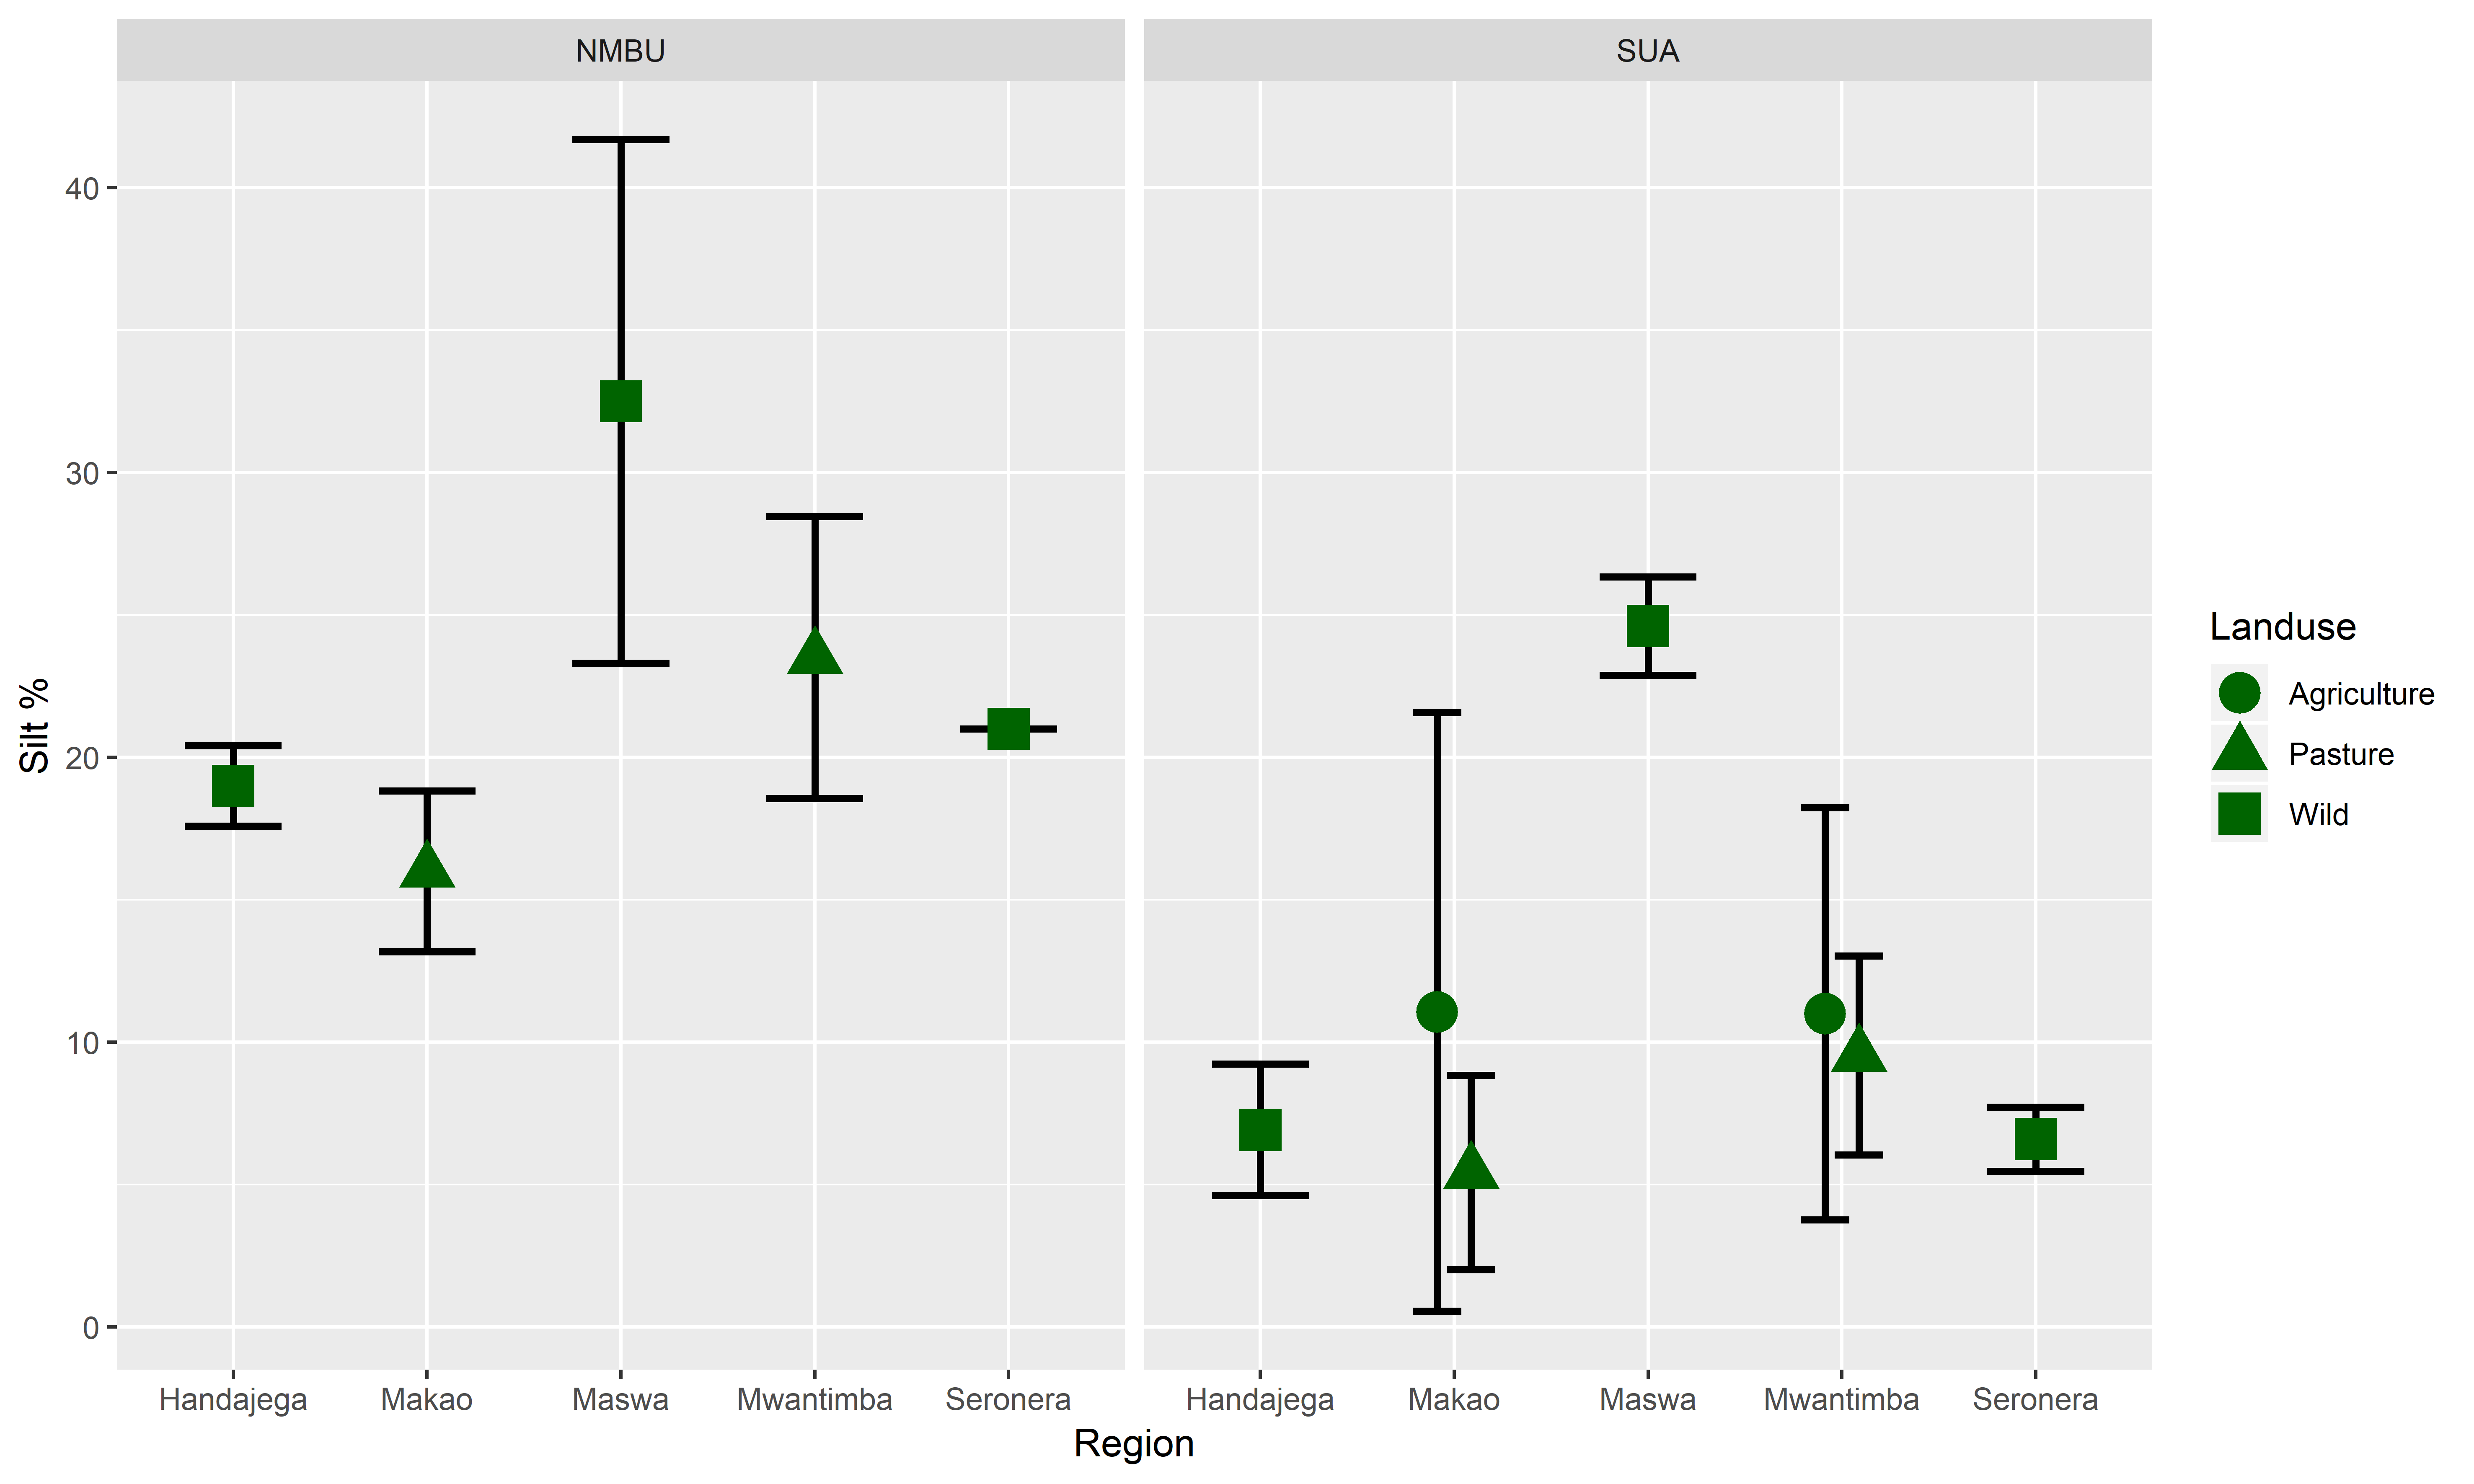 NMBU
SUA
40
30
20
10
0
Silt %
Handajega Makao Maswa Mwantimba Seronera
Handajega Makao Maswa Mwantimba Seronera
Region
Landuse
Agriculture
Pasture
Wild